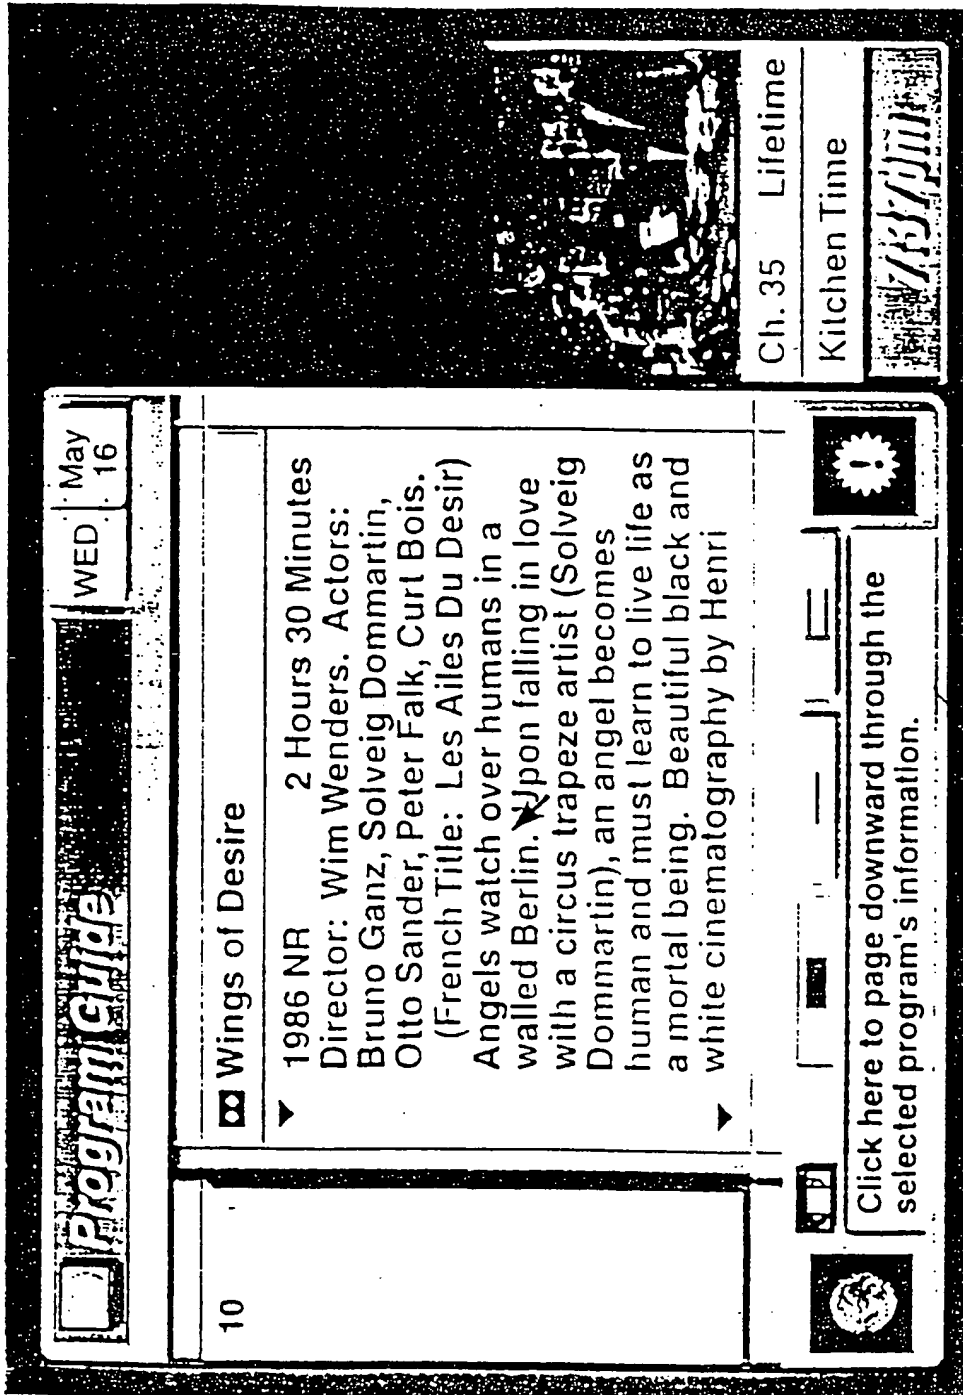 Program Guide
WED
May
16
10
Wings of Desire
1986 NR 2 Hours 30 Minutes
Director: Wim Wenders. Actors:
Bruno Ganz, Solveig Dommartin,
Otto Sander, Peter Falk, Curt Bois.
(French Title: Les Ailes Du Desir)
Angels watch over humans in a
walled Berlin. Upon falling in love
with a circus trapeze artist (Solveig
Dommartin), an angel becomes
human and must learn to live life as
a mortal being. Beautiful black and
white cinematography by Henri
!
Click here to page downward through the
selected program's information.
Ch. 35 Lifetime
Kitchen Time